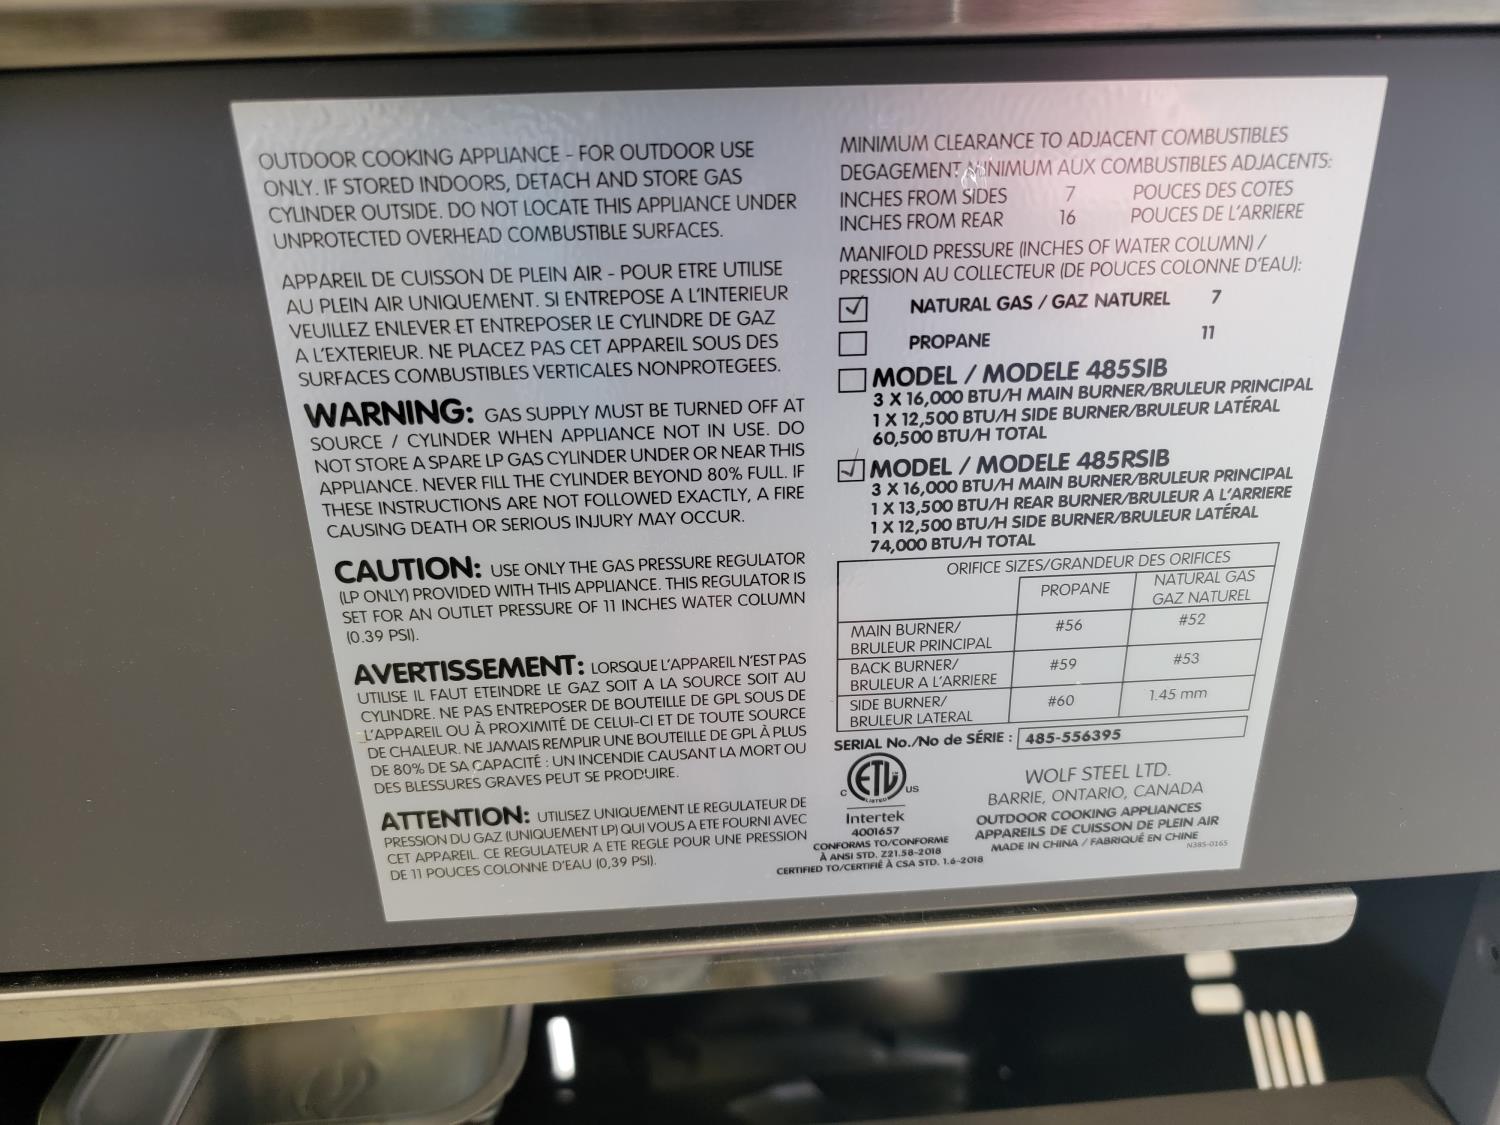 OUTDOOR COOKING APPLIANCE - FOR OUTDOOR USE
ONLY. IF STORED INDOORS, DETACH AND STORE GAS
CYLINDER OUTSIDE. DO NOT LOCATE THIS APPLIANCE UNDER
UNPROTECTED OVERHEAD COMBUSTIBLE SURFACES.
APPAREIL DE CUISSON DE PLEIN AIR - POUR ETRE UTILISE
AU PLEIN AIR UNIQUEMENT. SI ENTREPOSE A L'INTERIEUR
VEUILLEZ ENLEVER ET ENTREPOSER LE CYLINDRE DE GAZ
A L'EXTERIEUR. NE PLACEZ PAS CET APPAREIL SOUS DES
SURFACES COMBUSTIBLES VERTICALES NONPROTEGEES.
WARNING: GAS SUPPLY MUST BE TURNED OFF AT
SOURCE / CYLINDER WHEN APPLIANCE NOT IN USE. DO
NOT STORE A SPARE LP GAS CYLINDER UNDER OR NEAR THIS
APPLIANCE. NEVER FILL THE CYLINDER BEYOND 80% FULL. IF
THESE INSTRUCTIONS ARE NOT FOLLOWED EXACTLY, A FIRE
CAUSING DEATH OR SERIOUS INJURY MAY OCCUR.
CAUTION: USE ONLY THE GAS PRESSURE REGULATOR
(LP ONLY) PROVIDED WITH THIS APPLIANCE. THIS REGULATOR IS
SET FOR AN OUTLET PRESSURE OF 11 INCHES WATER COLUMN
(0.39 PSI).
AVERTISSEMENT: LORSQUE L'APPAREIL N'EST PAS
UTILISE IL FAUT ETEINDRE LE GAZ SOIT A LA SOURCE SOIT AU
CYLINDRE. NE PAS ENTREPOSER DE BOUTEILLE DE GPL SOUS DE
L'APPAREIL OU À PROXIMITÉ DE CELUI-CI ET DE TOUTE SOURCE
DE CHALEUR. NE JAMAIS REMPLIR UNE BOUTEILLE DE GPL À PLUS
DE 80% DE SA CAPACITÉ : UN INCENDIE CAUSANT LA MORT OU
DES BLESSURES GRAVES PEUT SE PRODUIRE.
ATTENTION: UTILISEZ UNIQUEMENT LE REGULATEUR DE
PRESSION DU GAZ (UNIQUEMENT LP) QUI VOUS A ETE FOURNI AVEC
CET APPAREIL. CE REGULATEUR A ETE REGLE POUR UNE PRESSION
DE 11 POUCES COLONNE D'EAU (0,39 PSI).
MINIMUM CLEARANCE TO ADJACENT COMBUSTIBLES
DEGAGEMENT MINIMUM AUX COMBUSTIBLES ADJACENTS:
INCHES FROM SIDES 7 POUCES DES COTES
INCHES FROM REAR 16 POUCES DE L'ARRIERE
MANIFOLD PRESSURE (INCHES OF WATER COLUMN) /
PRESSION AU COLLECTEUR (DE POUCES COLONNE D'EAU):
NATURAL GAS / GAZ NATUREL 7
PROPANE 11
MODEL / MODELE 485SIB
3 X 16,000 BTU/H MAIN BURNER/BRULEUR PRINCIPAL
1 X 12,500 BTU/H SIDE BURNER/BRULEUR LATÉRAL
60,500 BTU/H TOTAL
MODEL / MODELE 485RSIB
3 X 16,000 BTU/H MAIN BURNER/BRULEUR PRINCIPAL
1 X 13,500 BTU/H REAR BURNER/BRULEUR A L'ARRIERE
1 X 12,500 BTU/H SIDE BURNER/BRULEUR LATÉRAL
74,000 BTU/H TOTAL
ORIFICE SIZES/GRANDEUR DES ORIFICES
PROPANE NATURAL GAS
GAZ NATUREL
MAIN BURNER/ #56 #52
BRULEUR PRINCIPAL
BACK BURNER/ #59 #53
BRULEUR A L'ARRIERE
SIDE BURNER/ #60 1.45 mm
BRULEUR LATERAL
SERIAL No./No de SÉRIE : 485-556395
C ETL US
LISTED
Intertek
4001657
CONFORMS TO/CONFORME
À ANSI STD. Z21.58-2018
CERTIFIED TO/CERTIFIÉ À CSA STD. 1.6-2018
WOLF STEEL LTD.
BARRIE, ONTARIO, CANADA
OUTDOOR COOKING APPLIANCES
APPAREILS DE CUISSON DE PLEIN AIR
MADE IN CHINA / FABRIQUÉ EN CHINE
N385-0165